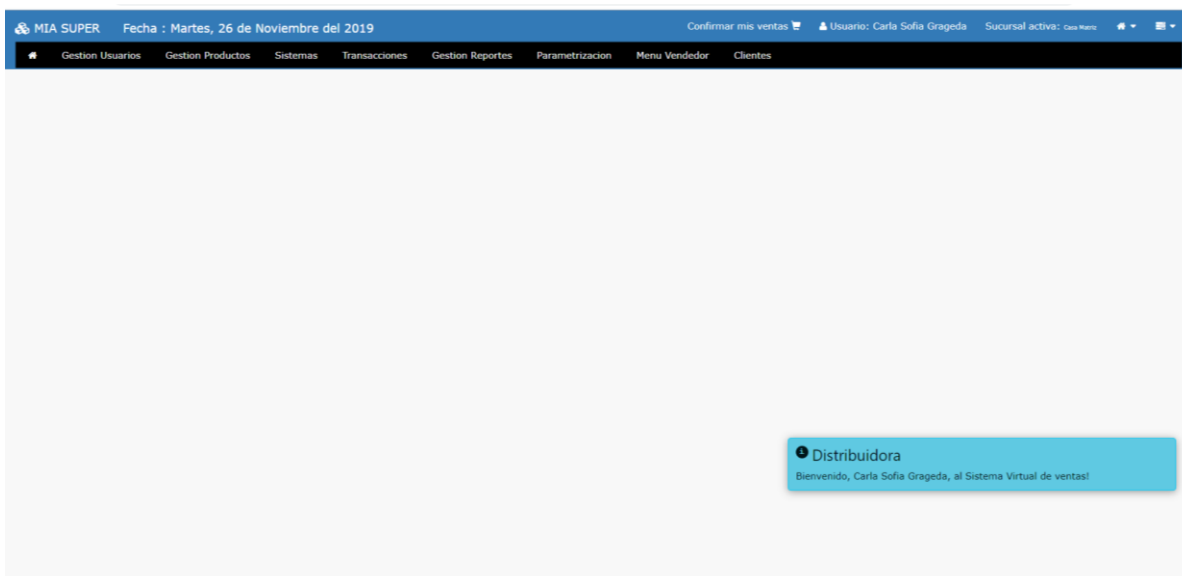 MIA SUPER Fecha : Martes, 26 de Noviembre del 2019 Confirmar mis ventas Usuario: Carla Sofia Grageda Sucursal activa: Casa Matriz
Gestion Usuarios Gestion Productos Sistemas Transacciones Gestion Reportes Parametrizacion Menu Vendedor Clientes
Distribuidora
Bienvenido, Carla Sofia Grageda, al Sistema Virtual de ventas!